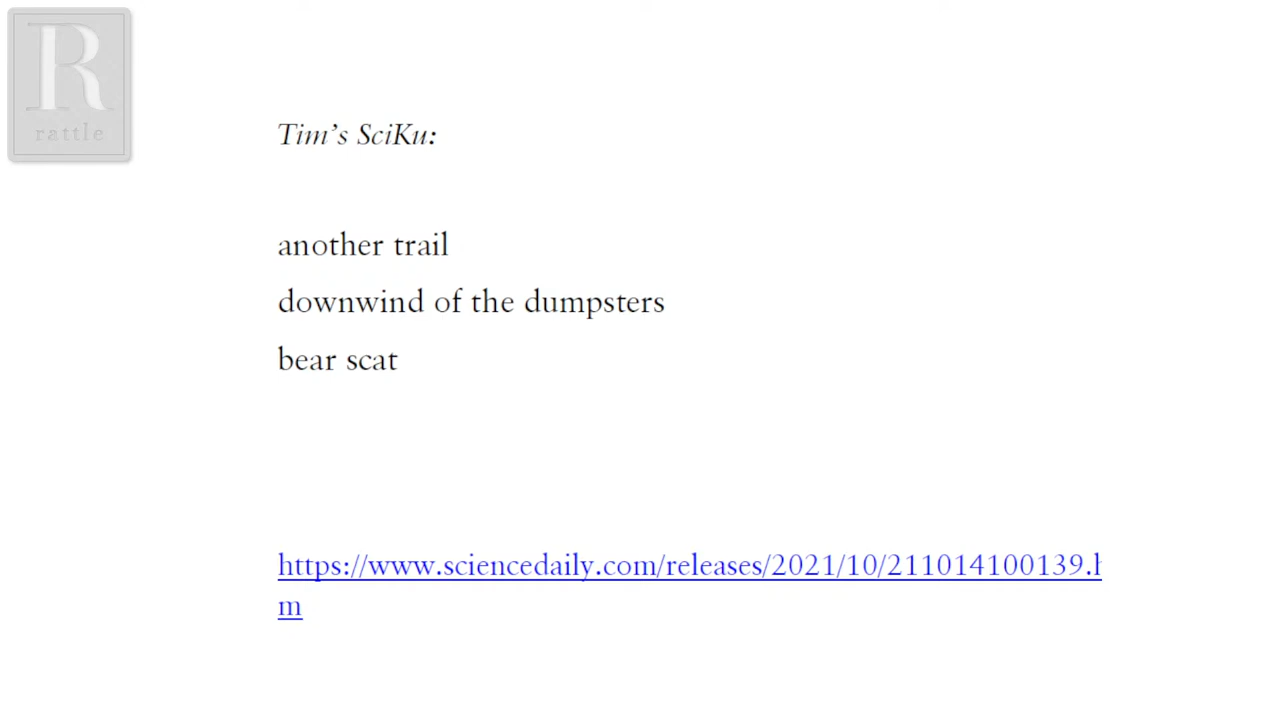 R
rattle
Tim's SciKu:
another trail
downwind of the dumpsters
bear scat
https://www.sciencedaily.com/releases/2021/10/211014100139.h
m